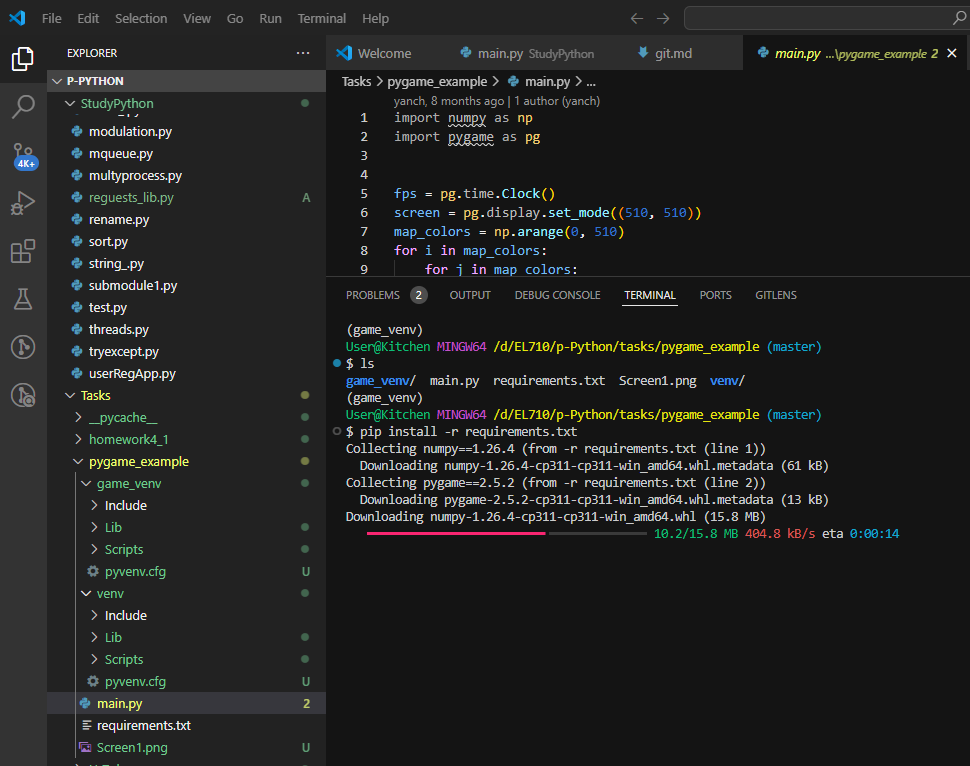 File Edit Selection View Go Run Terminal Help
EXPLORER
P-PYTHON
StudyPython
modulation.py
mqueue.py
multyprocess.py
reguests_lib.py A
rename.py
sort.py
string_.py
submodule1.py
test.py
threads.py
tryexcept.py
userRegApp.py
Tasks
__pycache__
homework4_1
pygame_example
game_venv
Include
Lib
Scripts
pyvenv.cfg U
venv
Include
Lib
Scripts
pyvenv.cfg U
main.py 2
requirements.txt
Screen1.png U
4K+
Welcome main.py StudyPython git.md main.py ...\pygame_example 2
Tasks > pygame_example > main.py > ...
yanch, 8 months ago | 1 author (yanch)
1 import numpy as np
2 import pygame as pg
3
4
5 fps = pg.time.Clock()
6 screen = pg.display.set_mode((510, 510))
7 map_colors = np.arange(0, 510)
8 for i in map_colors:
9 for j in map_colors:
PROBLEMS 2 OUTPUT DEBUG CONSOLE TERMINAL PORTS GITLENS
(game_venv)
User@Kitchen MINGW64 /d/EL710/p-Python/tasks/pygame_example (master)
$ ls
game_venv/ main.py requirements.txt Screen1.png venv/
(game_venv)
User@Kitchen MINGW64 /d/EL710/p-Python/tasks/pygame_example (master)
$ pip install -r requirements.txt
Collecting numpy==1.26.4 (from -r requirements.txt (line 1))
Downloading numpy-1.26.4-cp311-cp311-win_amd64.whl.metadata (61 kB)
Collecting pygame==2.5.2 (from -r requirements.txt (line 2))
Downloading pygame-2.5.2-cp311-cp311-win_amd64.whl.metadata (13 kB)
Downloading numpy-1.26.4-cp311-cp311-win_amd64.whl (15.8 MB)
10.2/15.8 MB 404.8 kB/s eta 0:00:14